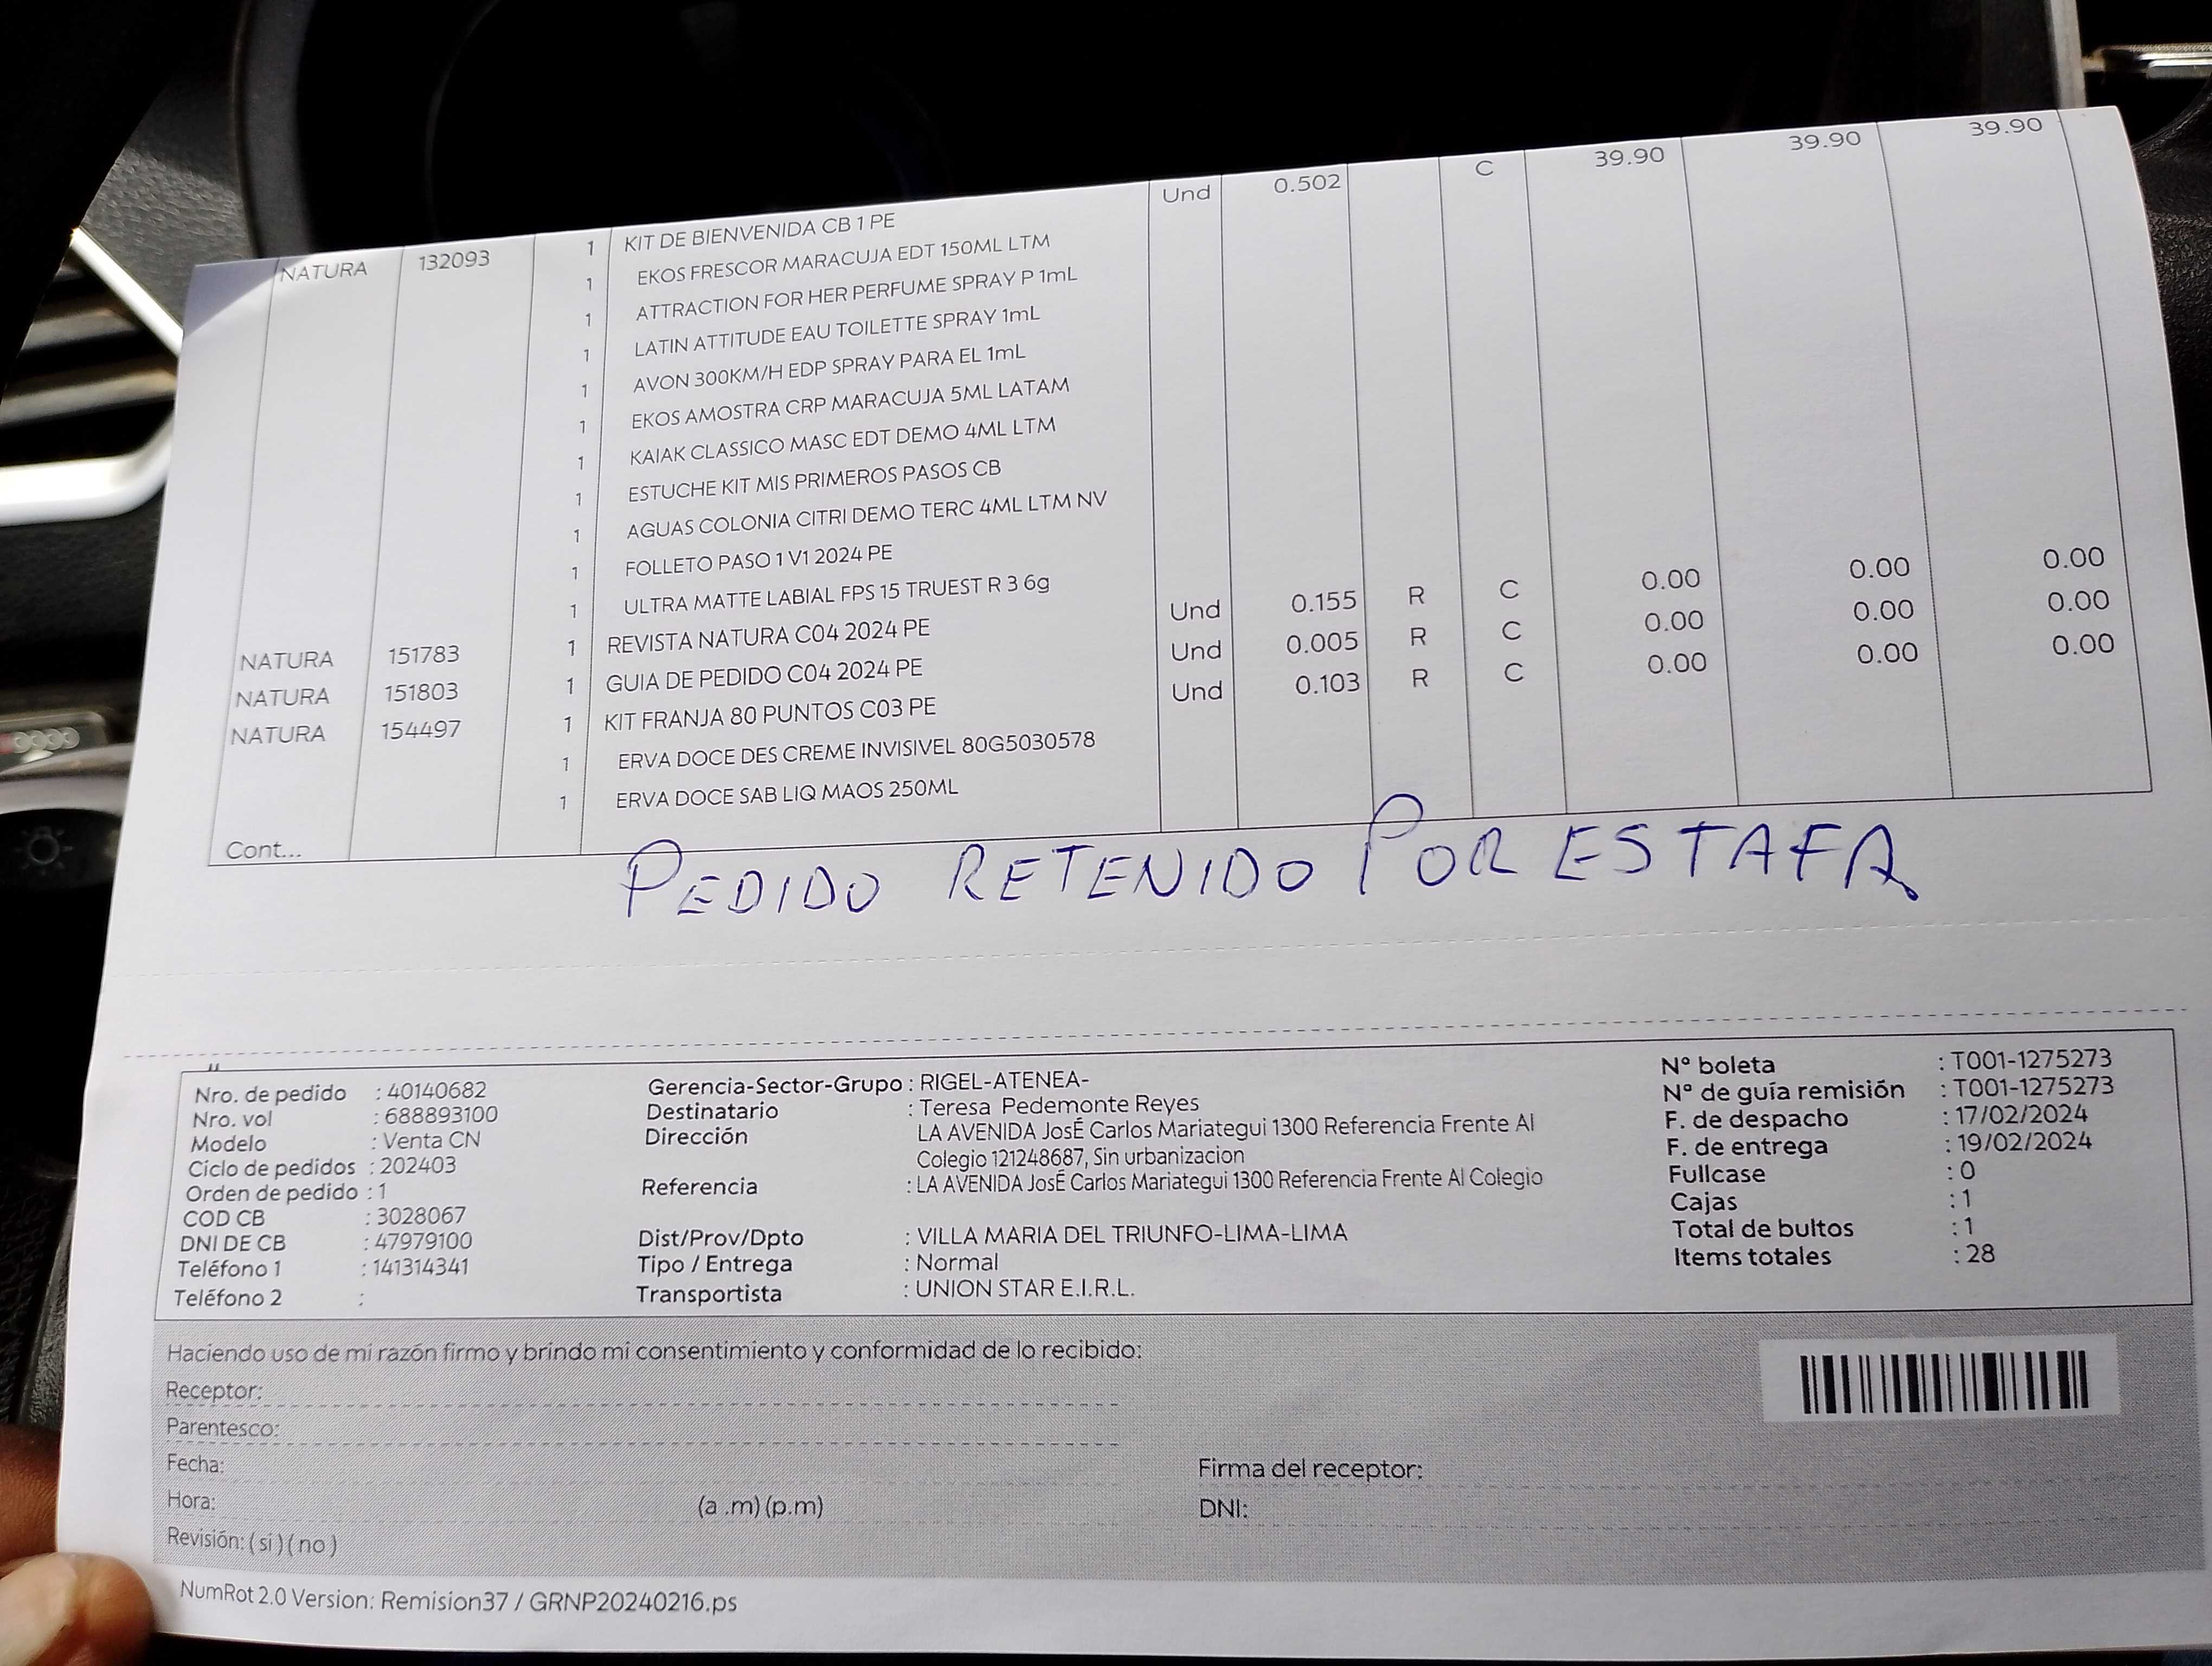 NATURA 132093 1 KIT DE BIENVENIDA CB 1 PE Und 0.502 C 39.90 39.90 39.90
1 EKOS FRESCOR MARACUJA EDT 150ML LTM
1 ATTRACTION FOR HER PERFUME SPRAY P 1mL
1 LATIN ATTITUDE EAU TOILETTE SPRAY 1mL
1 AVON 300KM/H EDP SPRAY PARA EL 1mL
1 EKOS AMOSTRA CRP MARACUJA 5ML LATAM
1 KAIAK CLASSICO MASC EDT DEMO 4ML LTM
1 ESTUCHE KIT MIS PRIMEROS PASOS CB
1 AGUAS COLONIA CITRI DEMO TERC 4ML LTM NV
1 FOLLETO PASO 1 V1 2024 PE
1 ULTRA MATTE LABIAL FPS 15 TRUEST R 3 6g
NATURA 151783 1 REVISTA NATURA C04 2024 PE Und 0.155 R C 0.00 0.00 0.00
NATURA 151803 1 GUIA DE PEDIDO C04 2024 PE Und 0.005 R C 0.00 0.00 0.00
NATURA 154497 1 KIT FRANJA 80 PUNTOS C03 PE Und 0.103 R C 0.00 0.00 0.00
1 ERVA DOCE DES CREME INVISIVEL 80G5030578
1 ERVA DOCE SAB LIQ MAOS 250ML
Cont...
PEDIDO RETENIDO POR ESTAFA
Nro. de pedido : 40140682
Nro. vol : 688893100
Modelo : Venta CN
Ciclo de pedidos : 202403
Orden de pedido : 1
COD CB : 3028067
DNI DE CB : 47979100
Teléfono 1 : 141314341
Teléfono 2 :
Gerencia-Sector-Grupo : RIGEL-ATENEA-
Destinatario : Teresa Pedemonte Reyes
Dirección : LA AVENIDA JosÉ Carlos Mariategui 1300 Referencia Frente Al
Colegio 121248687, Sin urbanizacion
Referencia : LA AVENIDA JosÉ Carlos Mariategui 1300 Referencia Frente Al Colegio
Dist/Prov/Dpto : VILLA MARIA DEL TRIUNFO-LIMA-LIMA
Tipo / Entrega : Normal
Transportista : UNION STAR E.I.R.L.
Nº boleta : T001-1275273
Nº de guía remisión : T001-1275273
F. de despacho : 17/02/2024
F. de entrega : 19/02/2024
Fullcase : 0
Cajas : 1
Total de bultos : 1
Items totales : 28
Haciendo uso de mi razón firmo y brindo mi consentimiento y conformidad de lo recibido:
Receptor:
Parentesco:
Fecha:
Hora: (a .m) (p.m)
Revisión: ( si ) ( no )
Firma del receptor:
DNI:
NumRot 2.0 Version: Remision37 / GRNP20240216.ps